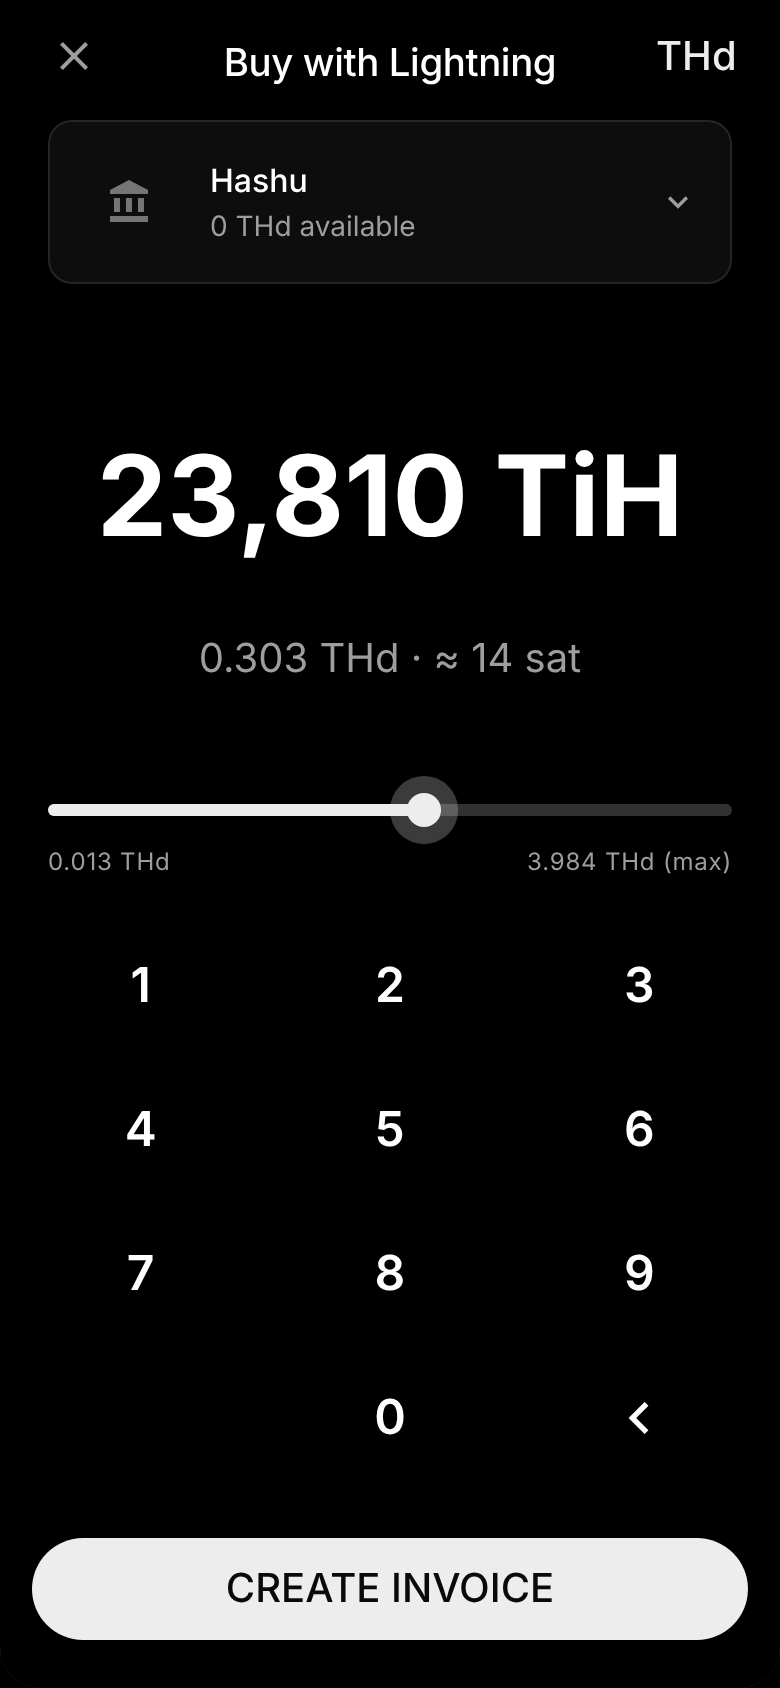 Buy with Lightning
THd
Hashu
0 THd available
23,810 TiH
0.303 THd · ≈ 14 sat
0.013 THd
3.984 THd (max)
1 2 3
4 5 6
7 8 9
0
CREATE INVOICE